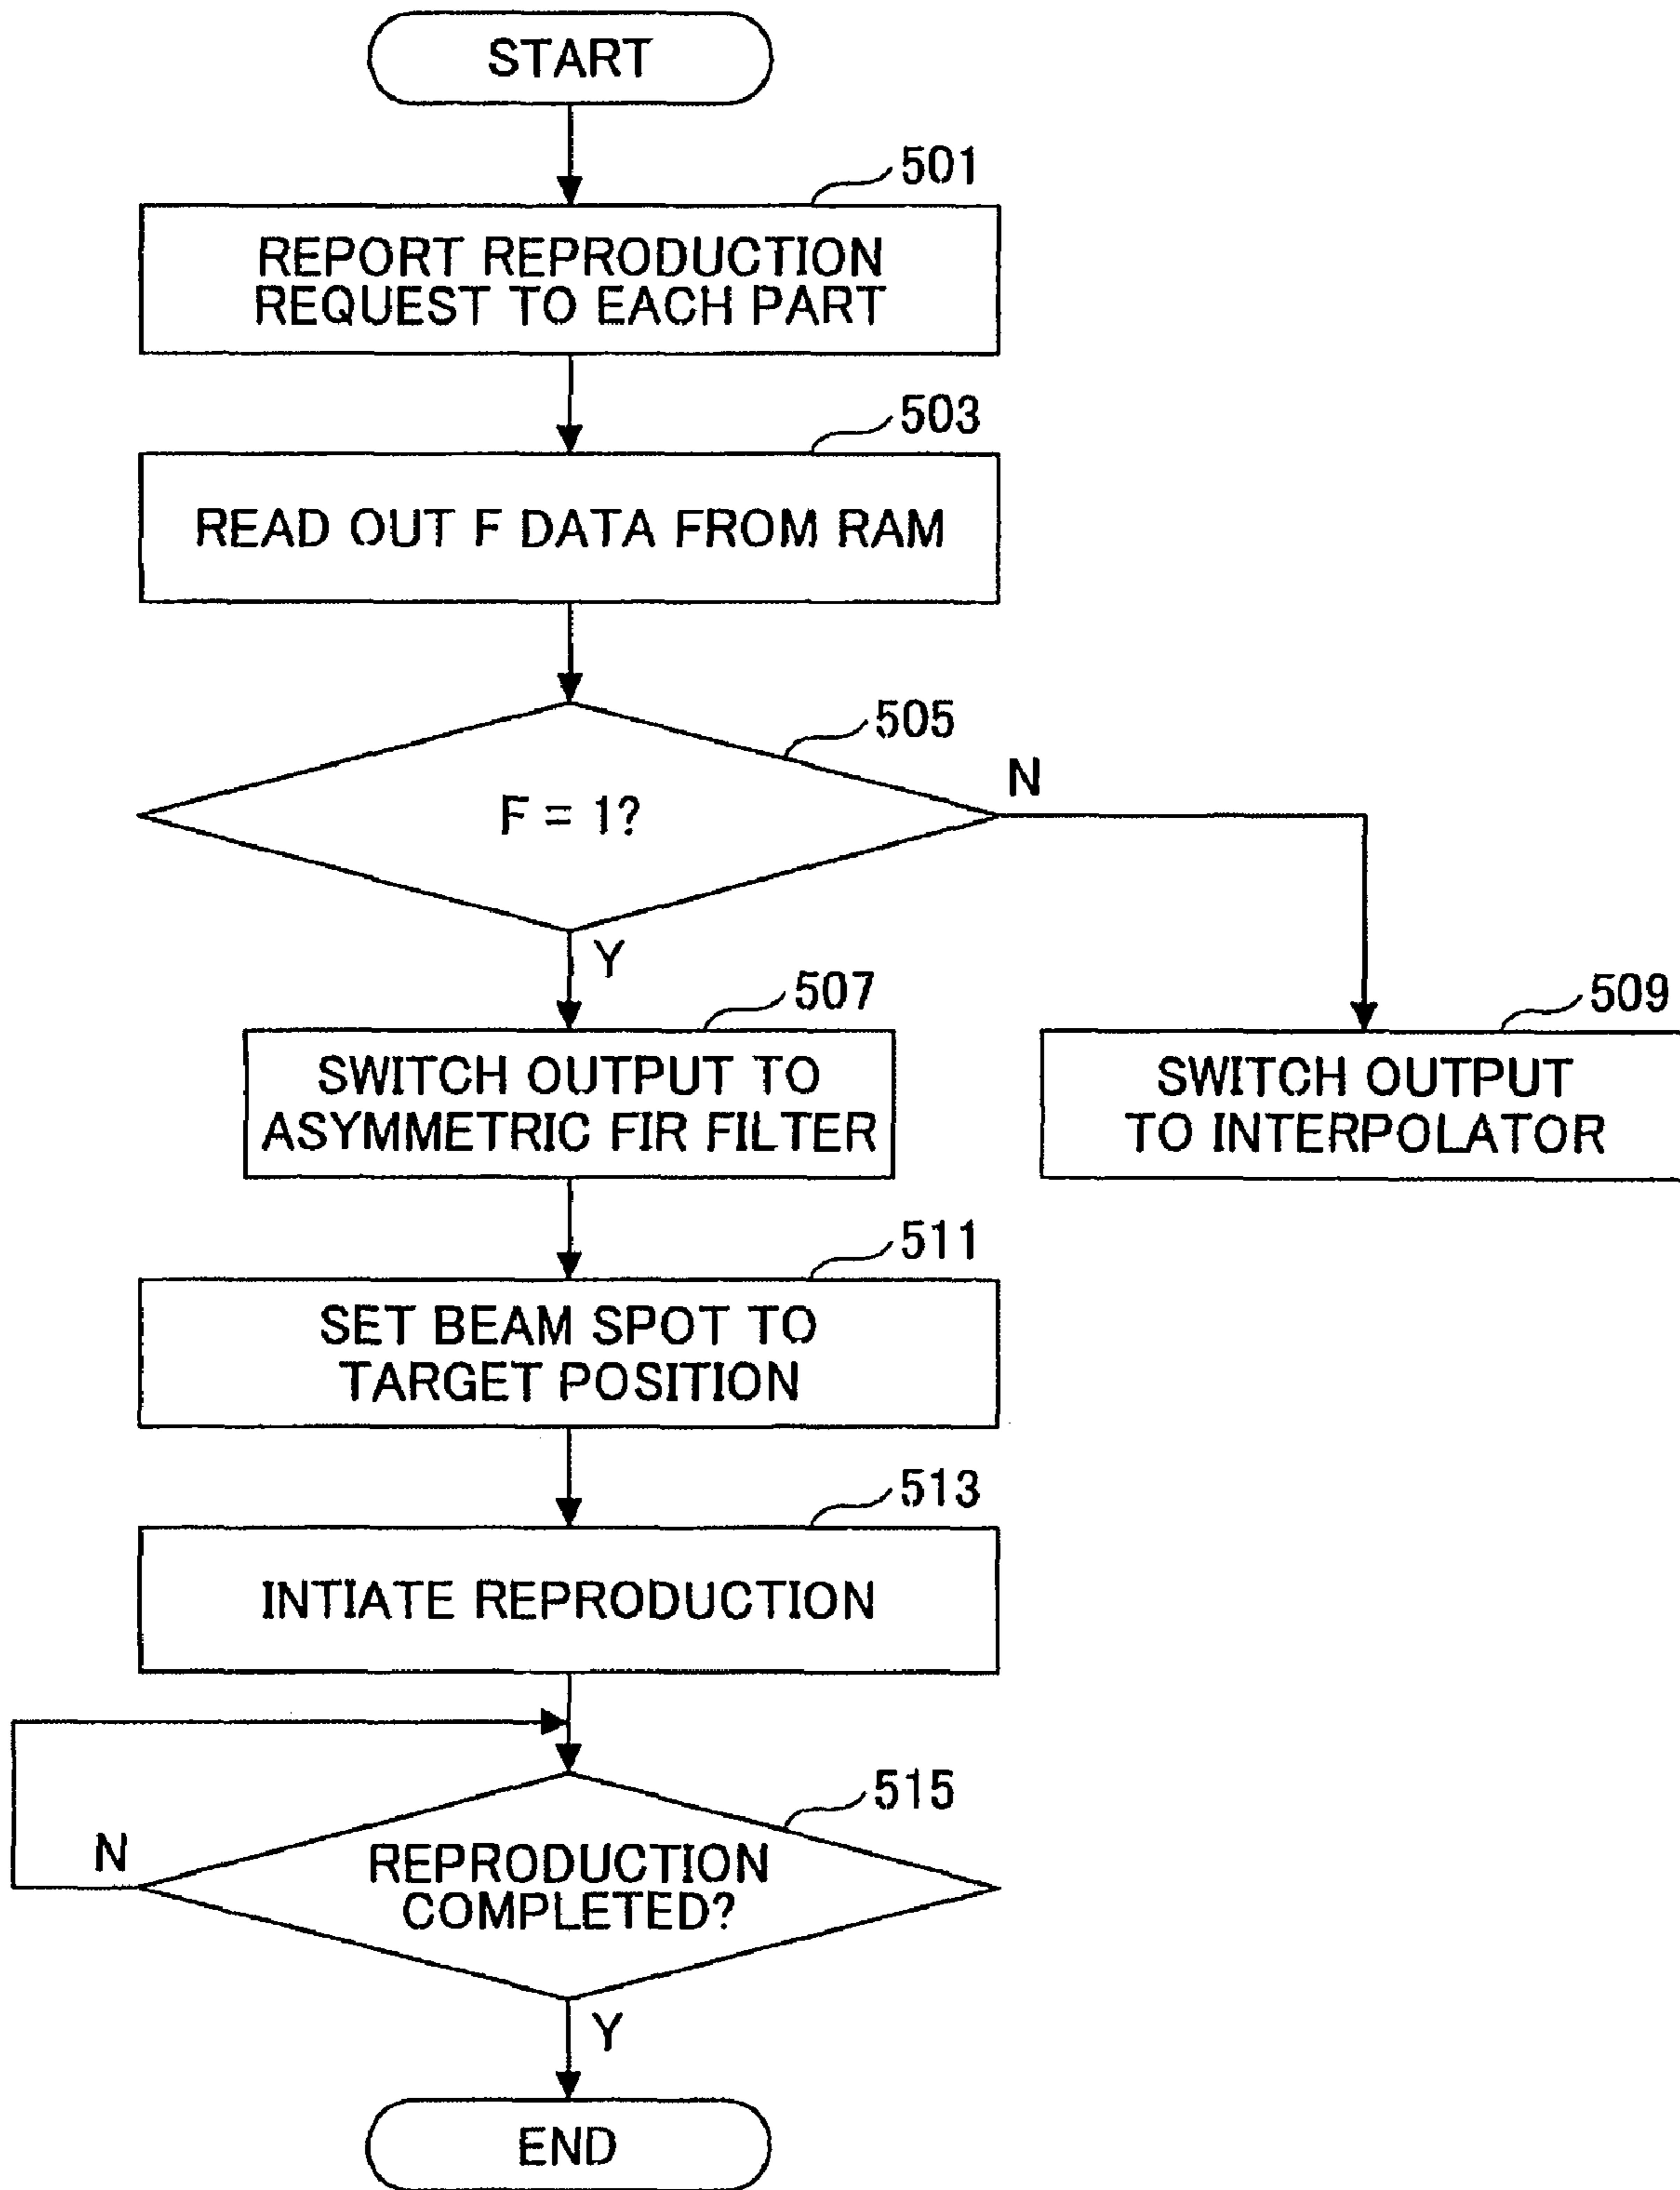 START
501
REPORT REPRODUCTION
REQUEST TO EACH PART
503
READ OUT F DATA FROM RAM
505
F = 1?
N
Y
507
SWITCH OUTPUT TO
ASYMMETRIC FIR FILTER
509
SWITCH OUTPUT
TO INTERPOLATOR
511
SET BEAM SPOT TO
TARGET POSITION
513
INTIATE REPRODUCTION
515
REPRODUCTION
COMPLETED?
N
Y
END